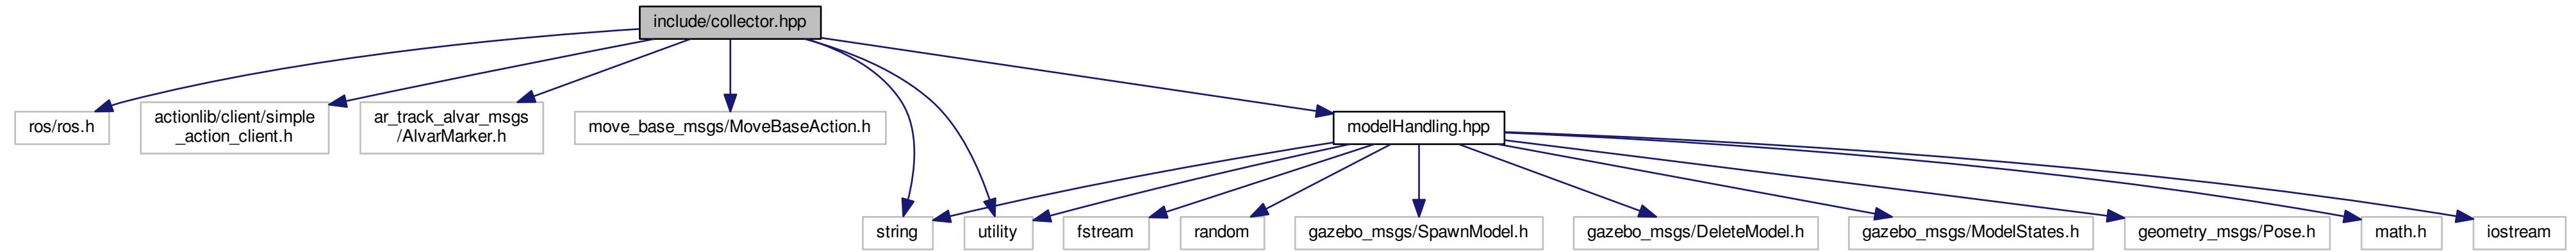 include/collector.hpp
ros/ros.h
actionlib/client/simple
_action_client.h
ar_track_alvar_msgs
/AlvarMarker.h
move_base_msgs/MoveBaseAction.h
modelHandling.hpp
string
utility
fstream
random
gazebo_msgs/SpawnModel.h
gazebo_msgs/DeleteModel.h
gazebo_msgs/ModelStates.h
geometry_msgs/Pose.h
math.h
iostream